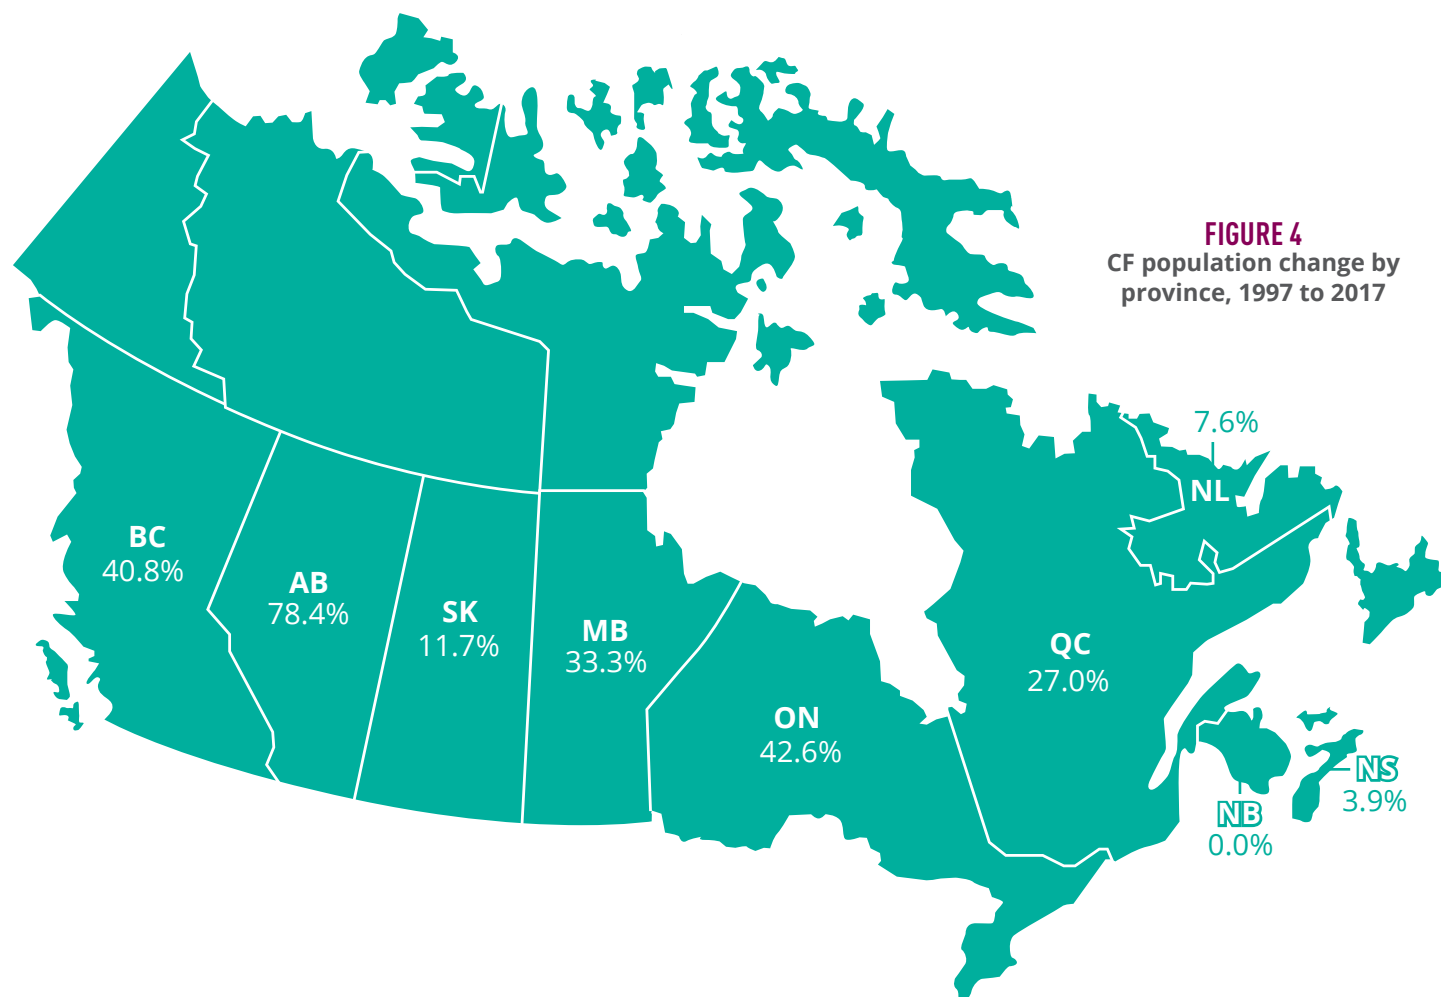 FIGURE 4
CF population change by
province, 1997 to 2017
7.6%
NL
BC
40.8%
AB
78.4%
SK
11.7%
MB
33.3%
QC
27.0%
ON
42.6%
NS
3.9%
NB
0.0%